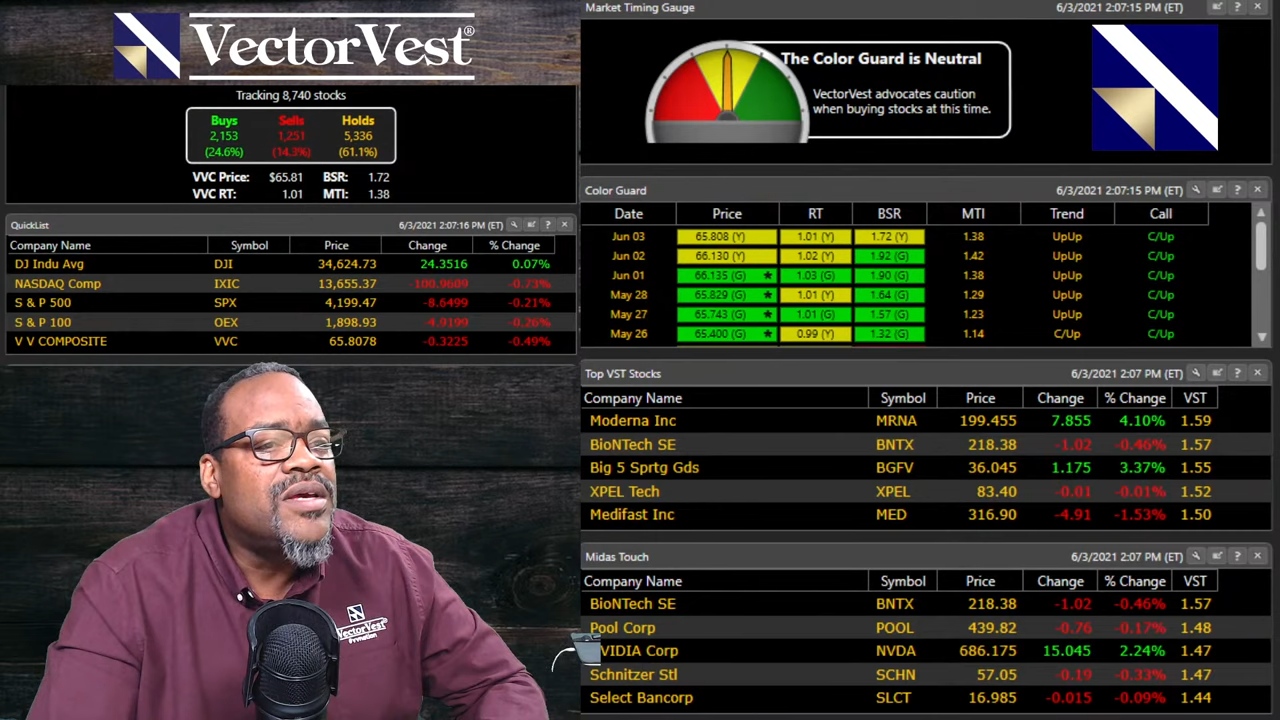 VectorVest®
Tracking 8,740 stocks
Buys Sells Holds
2,153 1,251 5,336
(24.6%) (14.3%) (61.1%)
VVC Price: $65.81 BSR: 1.72
VVC RT: 1.01 MTI: 1.38
QuickList 6/3/2021 2:07:16 PM (ET) ?
Company Name Symbol Price Change % Change
DJ Indu Avg DJI 34,624.73 24.3516 0.07%
NASDAQ Comp IXIC 13,655.37 -100.9609 -0.73%
S & P 500 SPX 4,199.47 -8.6499 -0.21%
S & P 100 OEX 1,898.93 -4.9199 -0.26%
V V COMPOSITE VVC 65.8078 -0.3225 -0.49%
VectorVest®
#vvnation
Market Timing Gauge 6/3/2021 2:07:15 PM (ET) ?
The Color Guard is Neutral
VectorVest advocates caution
when buying stocks at this time.
Color Guard 6/3/2021 2:07:15 PM (ET) ?
Date Price RT BSR MTI Trend Call
Jun 03 65.808 (Y) 1.01 (Y) 1.72 (Y) 1.38 UpUp C/Up
Jun 02 66.130 (Y) 1.02 (Y) 1.92 (G) 1.42 UpUp C/Up
Jun 01 66.135 (G) ★ 1.03 (G) 1.90 (G) 1.38 UpUp C/Up
May 28 65.829 (G) ★ 1.01 (Y) 1.64 (G) 1.29 UpUp C/Up
May 27 65.743 (G) ★ 1.01 (G) 1.57 (G) 1.23 UpUp C/Up
May 26 65.400 (G) ★ 0.99 (Y) 1.32 (G) 1.14 C/Up C/Up
Top VST Stocks 6/3/2021 2:07 PM (ET) ?
Company Name Symbol Price Change % Change VST
Moderna Inc MRNA 199.455 7.855 4.10% 1.59
BioNTech SE BNTX 218.38 -1.02 -0.46% 1.57
Big 5 Sprtg Gds BGFV 36.045 1.175 3.37% 1.55
XPEL Tech XPEL 83.40 -0.01 -0.01% 1.52
Medifast Inc MED 316.90 -4.91 -1.53% 1.50
Midas Touch 6/3/2021 2:07 PM (ET) ?
Company Name Symbol Price Change % Change VST
BioNTech SE BNTX 218.38 -1.02 -0.46% 1.57
Pool Corp POOL 439.82 -0.76 -0.17% 1.48
VIDIA Corp NVDA 686.175 15.045 2.24% 1.47
Schnitzer Stl SCHN 57.05 -0.19 -0.33% 1.47
Select Bancorp SLCT 16.985 -0.015 -0.09% 1.44